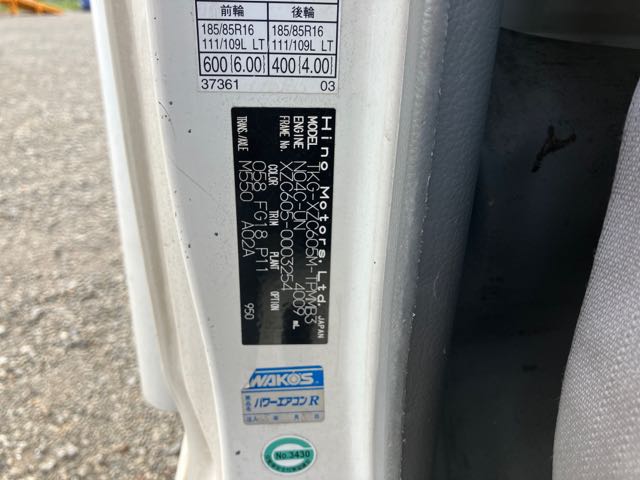 前輪 後輪
185/85R16 185/85R16
111/109L LT 111/109L LT
600 (6.00) 400 (4.00)
37361 03
Hino Motors, Ltd. JAPAN
MODEL TKG-XZC605M-TPMWB3
ENGINE N04C-UN 4009 mL
FRAME No. XZC605-0003254
COLOR TRIM PLANT OPTION
058 FG18 P11
TRANS./AXLE M550 A02A
950
WAKOS
パワーエアコン R
No.3430